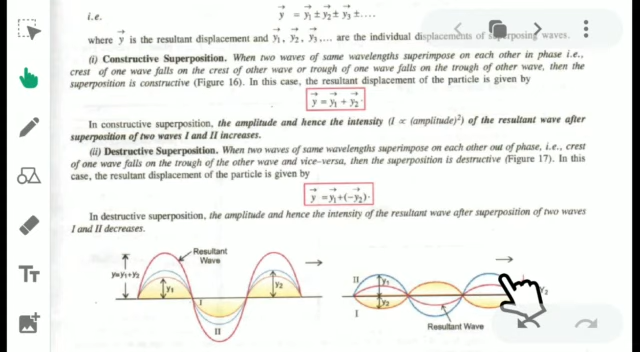 i.e. y = y₁ ± y₂ ± y₃ ± ....
where y is the resultant displacement and y₁, y₂, y₃,.... are the individual displacements of superposing waves.
(i) Constructive Superposition. When two waves of same wavelengths superimpose on each other in phase i.e.,
crest of one wave falls on the crest of other wave or trough of one wave falls on the trough of other wave, then the
superposition is constructive (Figure 16). In this case, the resultant displacement of the particle is given by
y = y₁ + y₂.
In constructive superposition, the amplitude and hence the intensity (I ∝ (amplitude)²) of the resultant wave after
superposition of two waves I and II increases.
(ii) Destructive Superposition. When two waves of same wavelengths superimpose on each other out of phase, i.e., crest
of one wave falls on the trough of the other wave and vice-versa, then the superposition is destructive (Figure 17). In this
case, the resultant displacement of the particle is given by
y = y₁+(−y₂).
In destructive superposition, the amplitude and hence the intensity of the resultant wave after superposition of two waves
I and II decreases.
Resultant
Wave
y=y₁+y₂
y₁
y₂
I
II
II
y₁
y₂
I
Resultant Wave
TT